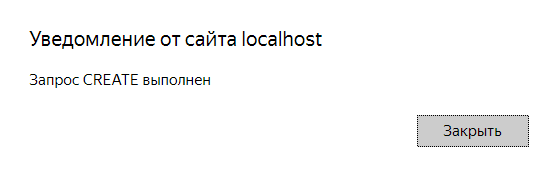 Уведомление от сайта localhost
Запрос CREATE выполнен
Закрыть